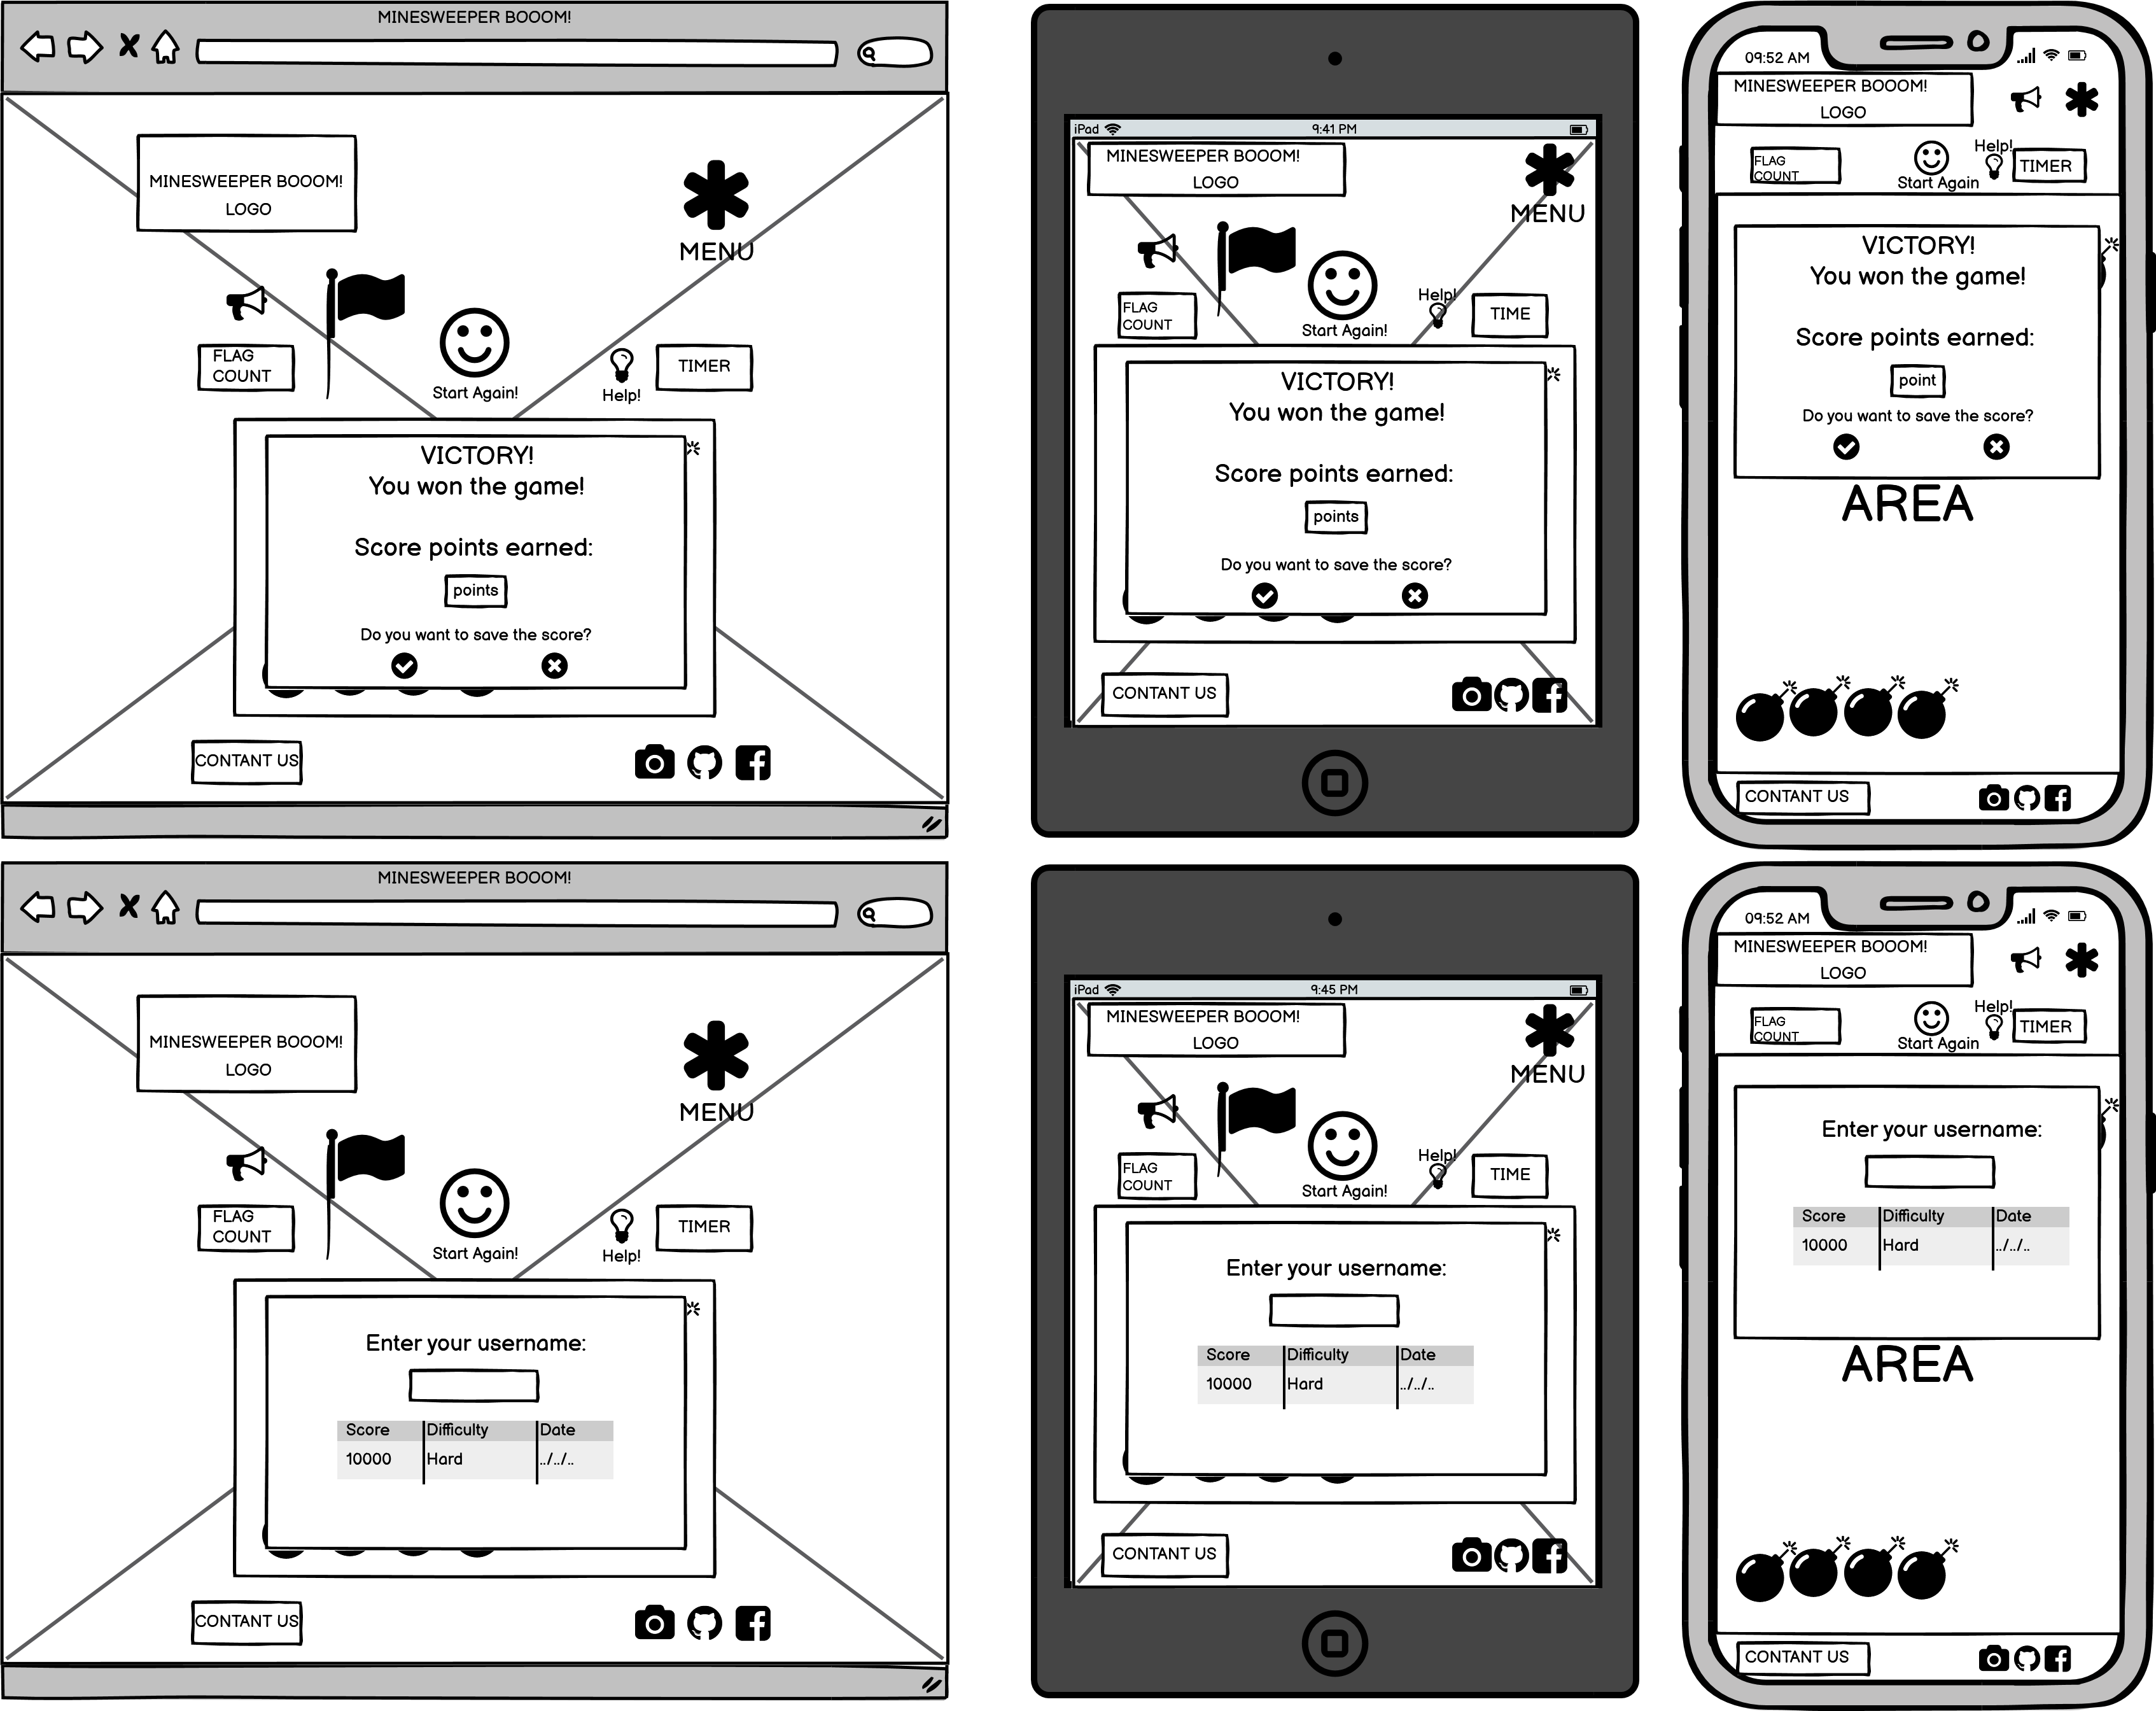 MINESWEEPER BOOOM!
MINESWEEPER BOOOM!
LOGO
MENU
FLAG
COUNT
Start Again!
Help!
TIMER
VICTORY!
You won the game!
Score points earned:
points
Do you want to save the score?
CONTANT US
iPad
9:41 PM
MINESWEEPER BOOOM!
LOGO
MENU
FLAG
COUNT
Start Again!
Help!
TIME
VICTORY!
You won the game!
Score points earned:
points
Do you want to save the score?
CONTANT US
09:52 AM
MINESWEEPER BOOOM!
LOGO
FLAG
COUNT
Start Again
Help!
TIMER
VICTORY!
You won the game!
Score points earned:
point
Do you want to save the score?
AREA
CONTANT US
MINESWEEPER BOOOM!
MINESWEEPER BOOOM!
LOGO
MENU
FLAG
COUNT
Start Again!
Help!
TIMER
Enter your username:
Score Difficulty Date
10000 Hard ../../..
CONTANT US
iPad
9:45 PM
MINESWEEPER BOOOM!
LOGO
MENU
FLAG
COUNT
Start Again!
Help!
TIME
Enter your username:
Score Difficulty Date
10000 Hard ../../..
CONTANT US
09:52 AM
MINESWEEPER BOOOM!
LOGO
FLAG
COUNT
Start Again
Help!
TIMER
Enter your username:
Score Difficulty Date
10000 Hard ../../..
AREA
CONTANT US